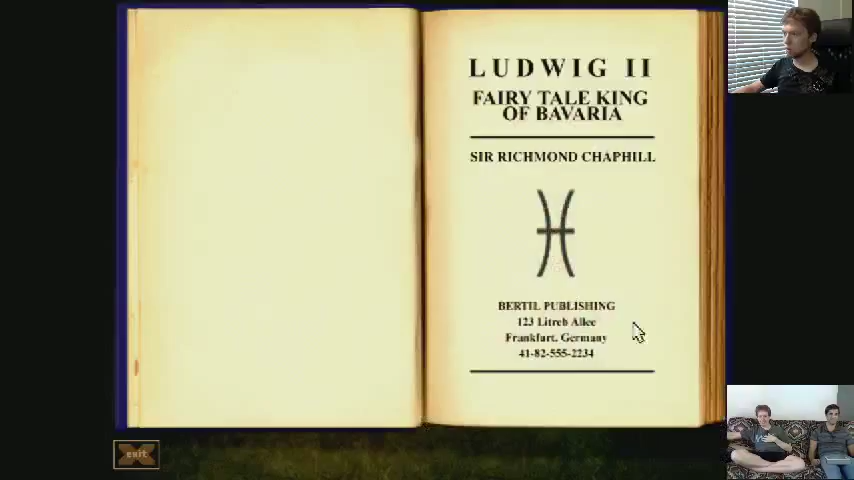 LUDWIG II
FAIRY TALE KING
OF BAVARIA
SIR RICHMOND CHAPHILL
BERTIL PUBLISHING
123 Litreb Allee
Frankfurt, Germany
41-82-555-2234
exit